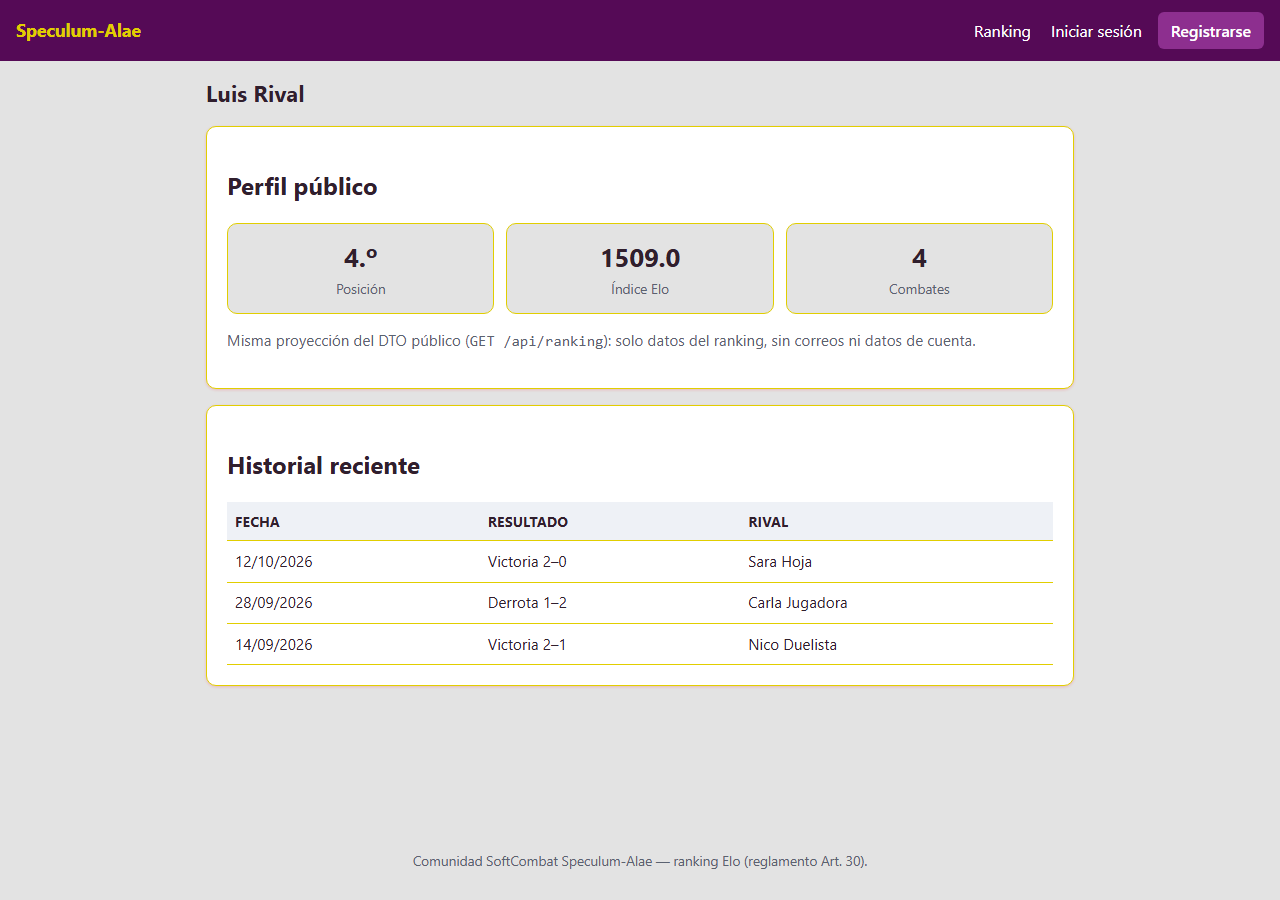 Speculum-Alae Ranking Iniciar sesión Registrarse
Luis Rival
Perfil público
4.º 1509.0 4
Posición Índice Elo Combates
Misma proyección del DTO público (GET /api/ranking): solo datos del ranking, sin correos ni datos de cuenta.
Historial reciente
FECHA RESULTADO RIVAL
12/10/2026 Victoria 2–0 Sara Hoja
28/09/2026 Derrota 1–2 Carla Jugadora
14/09/2026 Victoria 2–1 Nico Duelista
Comunidad SoftCombat Speculum-Alae — ranking Elo (reglamento Art. 30).